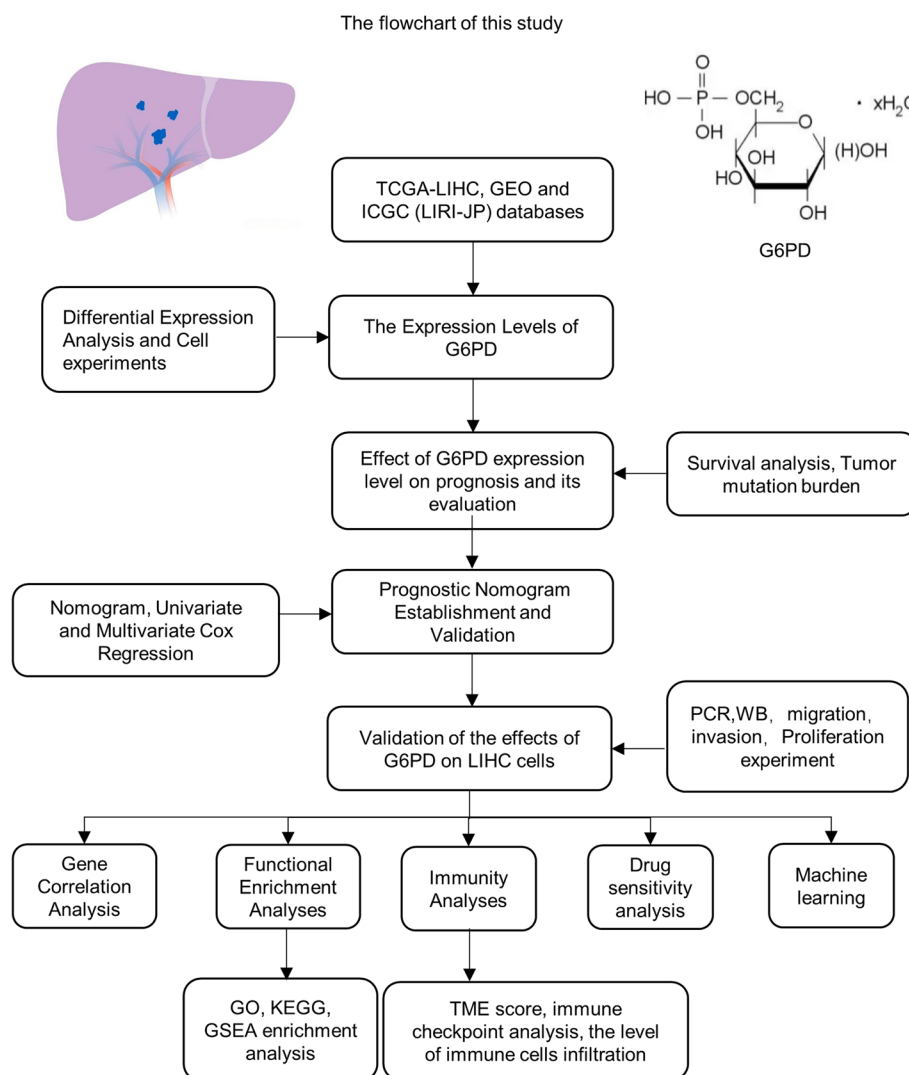 The flowchart of this study
O
HO
P
OCH₂
OH
O
OH
HO
OH
(H)OH
· xH₂O
G6PD
TCGA-LIHC, GEO and
ICGC (LIRI-JP) databases
Differential Expression
Analysis and Cell
experiments
The Expression Levels of
G6PD
Effect of G6PD expression
level on prognosis and its
evaluation
Survival analysis, Tumor
mutation burden
Nomogram, Univariate
and Multivariate Cox
Regression
Prognostic Nomogram
Establishment and
Validation
Validation of the effects of
G6PD on LIHC cells
PCR,WB、migration、
invasion、Proliferation
experiment
Gene
Correlation
Analysis
Functional
Enrichment
Analyses
Immunity
Analyses
Drug
sensitivity
analysis
Machine
learning
GO, KEGG,
GSEA enrichment
analysis
TME score, immune
checkpoint analysis, the level
of immune cells infiltration